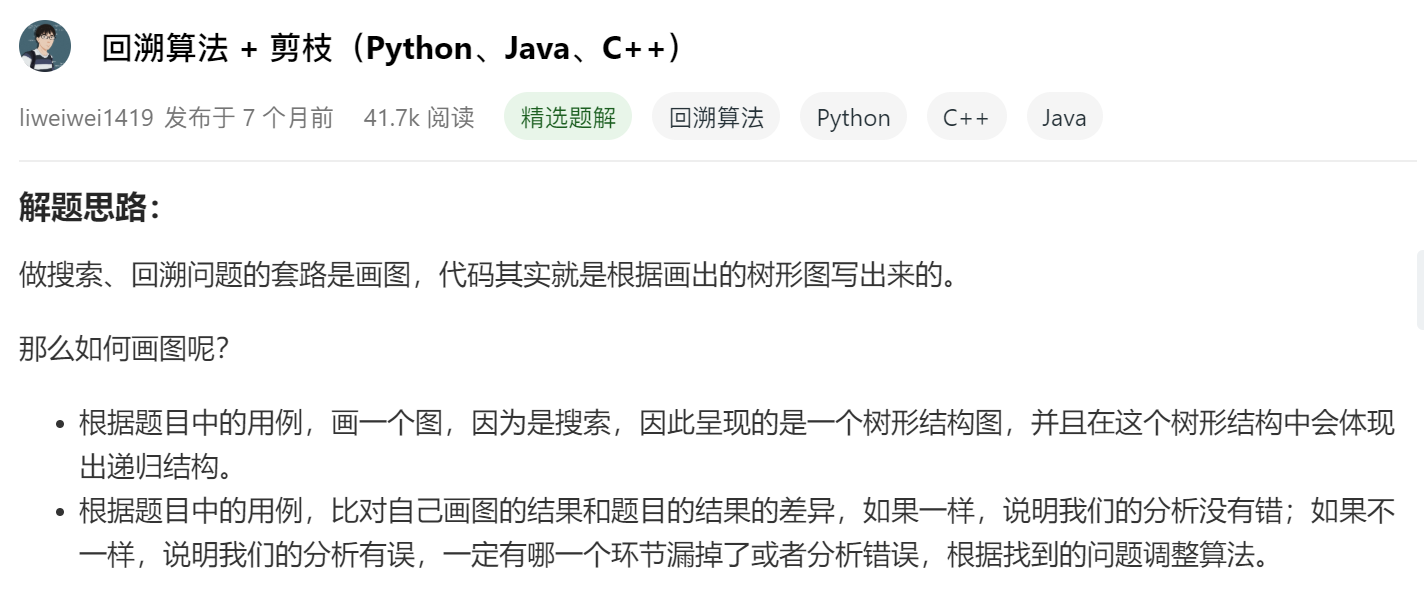 回溯算法 + 剪枝（Python、Java、C++）
liweiwei1419 发布于 7 个月前 41.7k 阅读 精选题解 回溯算法 Python C++ Java
解题思路：
做搜索、回溯问题的套路是画图，代码其实就是根据画出的树形图写出来的。
那么如何画图呢？
• 根据题目中的用例，画一个图，因为是搜索，因此呈现的是一个树形结构图，并且在这个树形结构中会体现
出递归结构。
• 根据题目中的用例，比对自己画图的结果和题目的结果的差异，如果一样，说明我们的分析没有错；如果不
一样，说明我们的分析有误，一定有哪一个环节漏掉了或者分析错误，根据找到的问题调整算法。